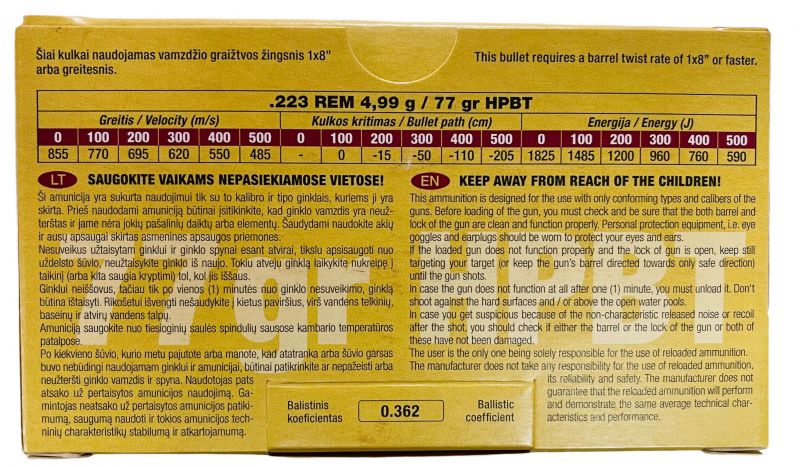 Šiai kulkai naudojamas vamzdžio graižtvos žingsnis 1x8”
arba greitesnis.
This bullet requires a barrel twist rate of 1x8” or faster.
.223 REM 4,99 g / 77 gr HPBT
Greitis / Velocity (m/s) Kulkos kritimas / Bullet path (cm) Energija / Energy (J)
0 100 200 300 400 500 0 100 200 300 400 500 0 100 200 300 400 500
855 770 695 620 550 485 - 0 -15 -50 -110 -205 1825 1485 1200 960 760 590
LT SAUGOKITE VAIKAMS NEPASIEKIAMOSE VIETOSE!
Ši amunicija yra sukurta naudojimui tik su to kalibro ir tipo ginklais, kuriems ji yra
skirta. Prieš naudodami amuniciją būtinai įsitikinkite, kad ginklo vamzdis yra neuž-
terštas ir jame nėra jokių pašalinių daiktų arba elementų. Šaudydami naudokite akių
ir ausų apsaugai skirtas asmenines apsaugos priemones.
Nesuveikus užtaisytam ginklui ir ginklo spynai esant atvirai, tikslu apsisaugoti nuo
uždelsto šūvio, neužtaisykite ginklo iš naujo. Tokiu atveju ginklą laikykite nukreipę į
taikinį (arba kita saugia kryptimi) tol, kol jis iššaus.
Ginklui neiššovus, tačiau tik po vienos (1) minutės nuo ginklo nesuveikimo, ginklą
būtina ištaisyti. Rikošetui išvengti nešaudykite į kietus paviršius, virš vandens telkinių,
baseinų ir atvirų vandens talpų.
Amuniciją saugokite nuo tiesioginių saulės spindulių sausose kambario temperatūros
patalpose.
Po kiekvieno šūvio, kurio metu pajutote arba manote, kad atatranka arba šūvio garsas
buvo nebūdingi naudojamam ginklui ir amunicijai, būtinai patikrinkite ar nepažeisti arba
neužteršti ginklo vamzdis ir spyna. Naudotojas pats
atsako už pertaisytos amunicijos naudojimą. Ga-
mintojas neatsako už pertaisytos amunicijos patiki-
mumą, saugumą naudoti ir tokios amunicijos tech-
ninių charakteristikų stabilumą ir atkartojamumą.
EN KEEP AWAY FROM REACH OF THE CHILDREN!
This ammunition is designed for the use with only conforming types and calibers of the
guns. Before loading of the gun, you must check and be sure that the both barrel and
lock of the gun are clean and function properly. Personal protection equipment, i.e. eye
goggles and earplugs should be worn to protect your eyes and ears.
If the loaded gun does not function properly and the lock of gun is open, keep still
targeting your target (or keep the gun’s barrel directed towards only safe direction)
until the gun shots.
In case the gun does not function at all after one (1) minute, you must unload it. Don’t
shoot against the hard surfaces and / or above the open water pools.
In case you get suspicious because of the non-characteristic released noise or recoil
after the shot, you should check if either the barrel or the lock of the gun or both of
these have not been damaged.
The user is the only one being solely responsible for the use of reloaded ammunition.
The manufacturer does not take any responsibility for the use of reloaded ammunition,
its reliability and safety. The manufacturer does not
guarantee that the reloaded ammunition will perform
and demonstrate the same average technical char-
acteristics and performance.
77gr HPBT
Balistinis
koeficientas
0.362
Ballistic
coefficient